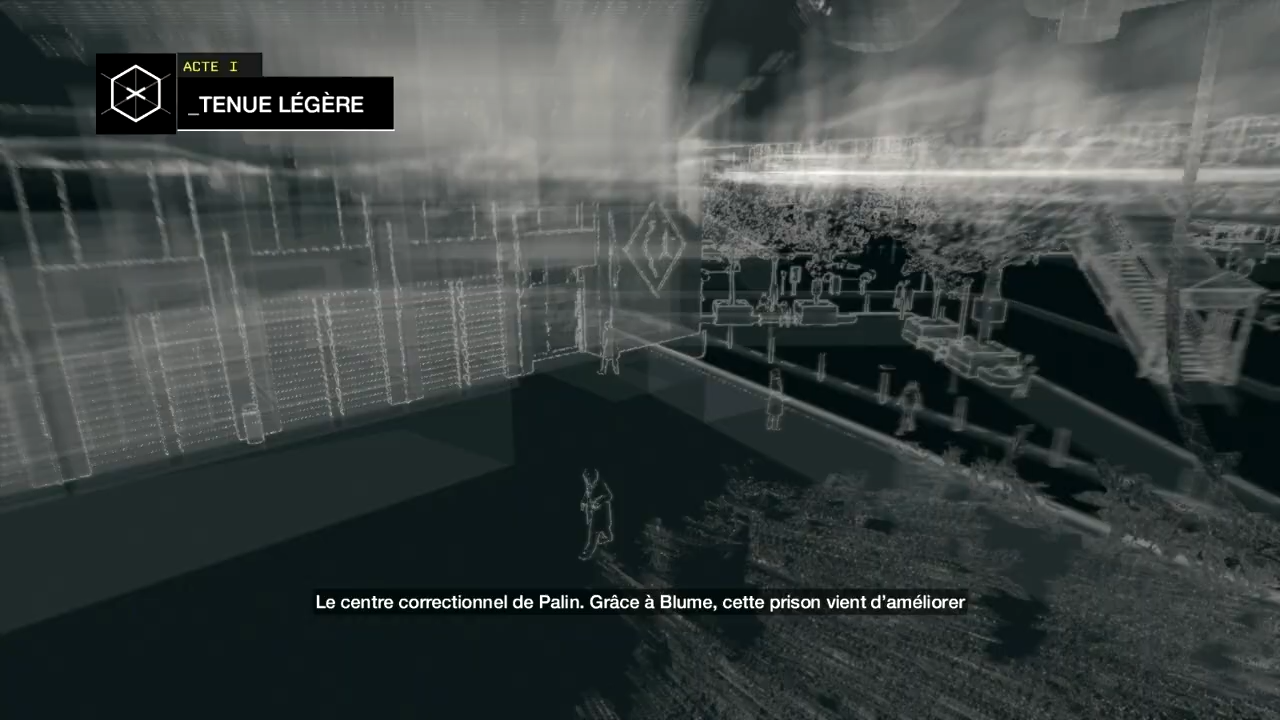 ACTE I
_TENUE LÉGÈRE
Le centre correctionnel de Palin. Grâce à Blume, cette prison vient d'améliorer